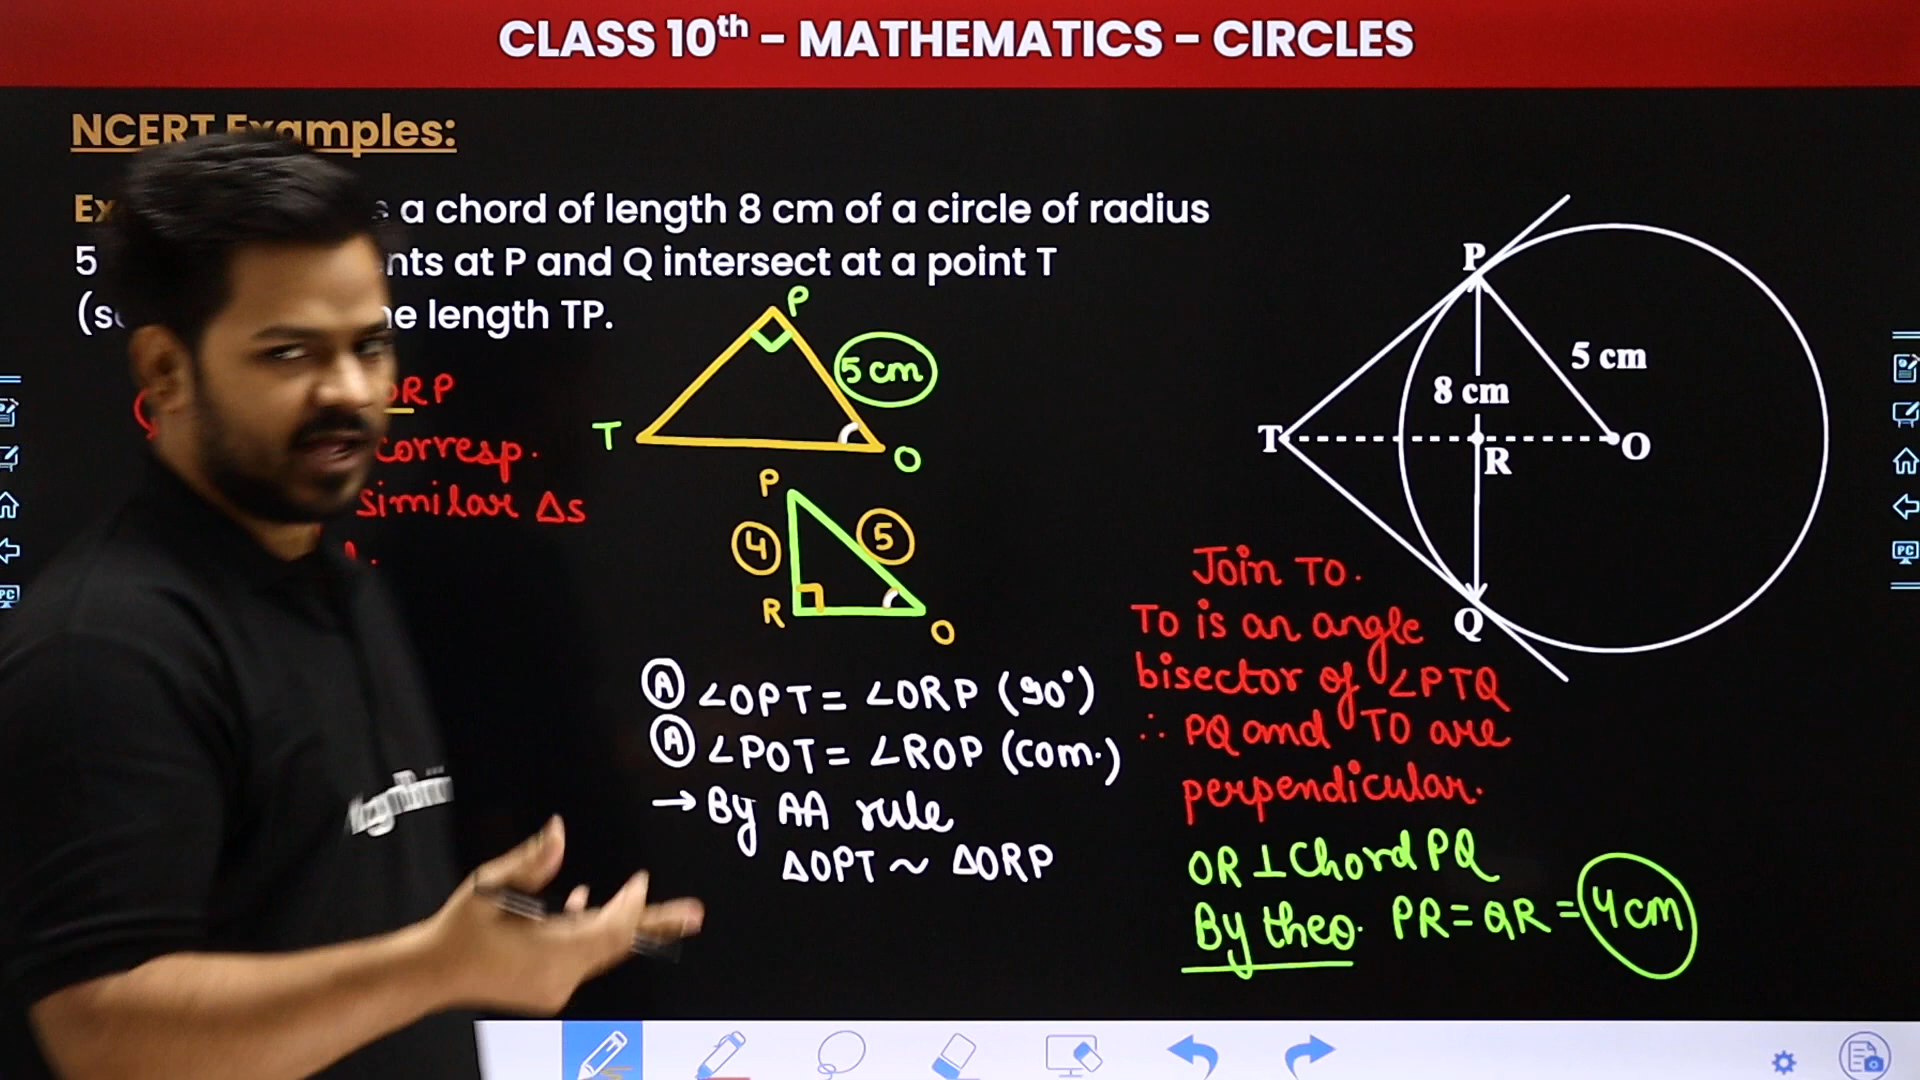 CLASS 10th - MATHEMATICS - CIRCLES
NCERT Examples:
a chord of length 8 cm of a circle of radius
5 at P and Q intersect at a point T
length TP.
ORP
corresp.
similar Δs
P
5 cm
T
O
P
4
5
R
O
Ⓐ ∠OPT = ∠ORP (90°)
Ⓐ ∠POT = ∠ROP (com.)
→ By AA rule
ΔOPT ~ ΔORP
P
5 cm
8 cm
T
R
O
Q
Join TO.
TO is an angle
bisector of ∠PTQ
∴ PQ and TO are
perpendicular.
OR ⊥ Chord PQ
By theo. PR = QR = 4 cm
PC
PC